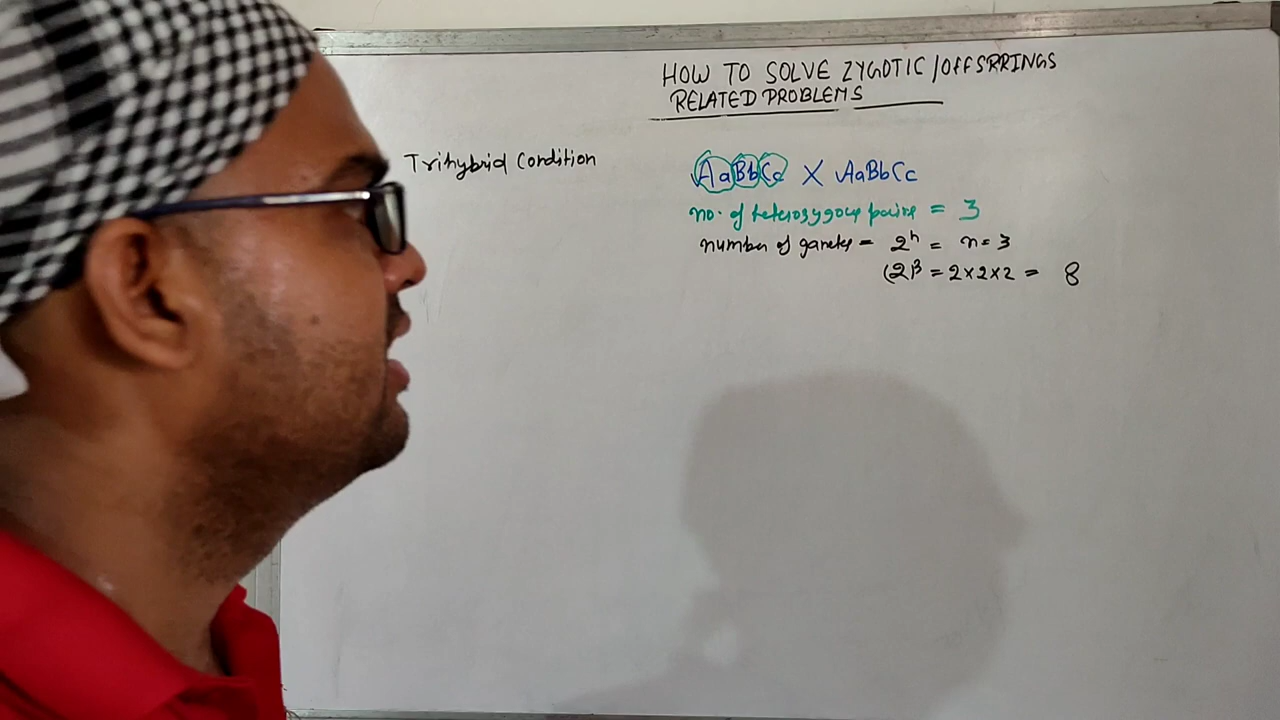 HOW TO SOLVE ZYGOTIC/OFFSRRINGS
RELATED PROBLEMS
Trihybrid Condition
AaBbCc X AaBbCc
no. of heterozygous pairs = 3
number of gametes = 2ⁿ = n=3
(2)³ = 2×2×2 = 8